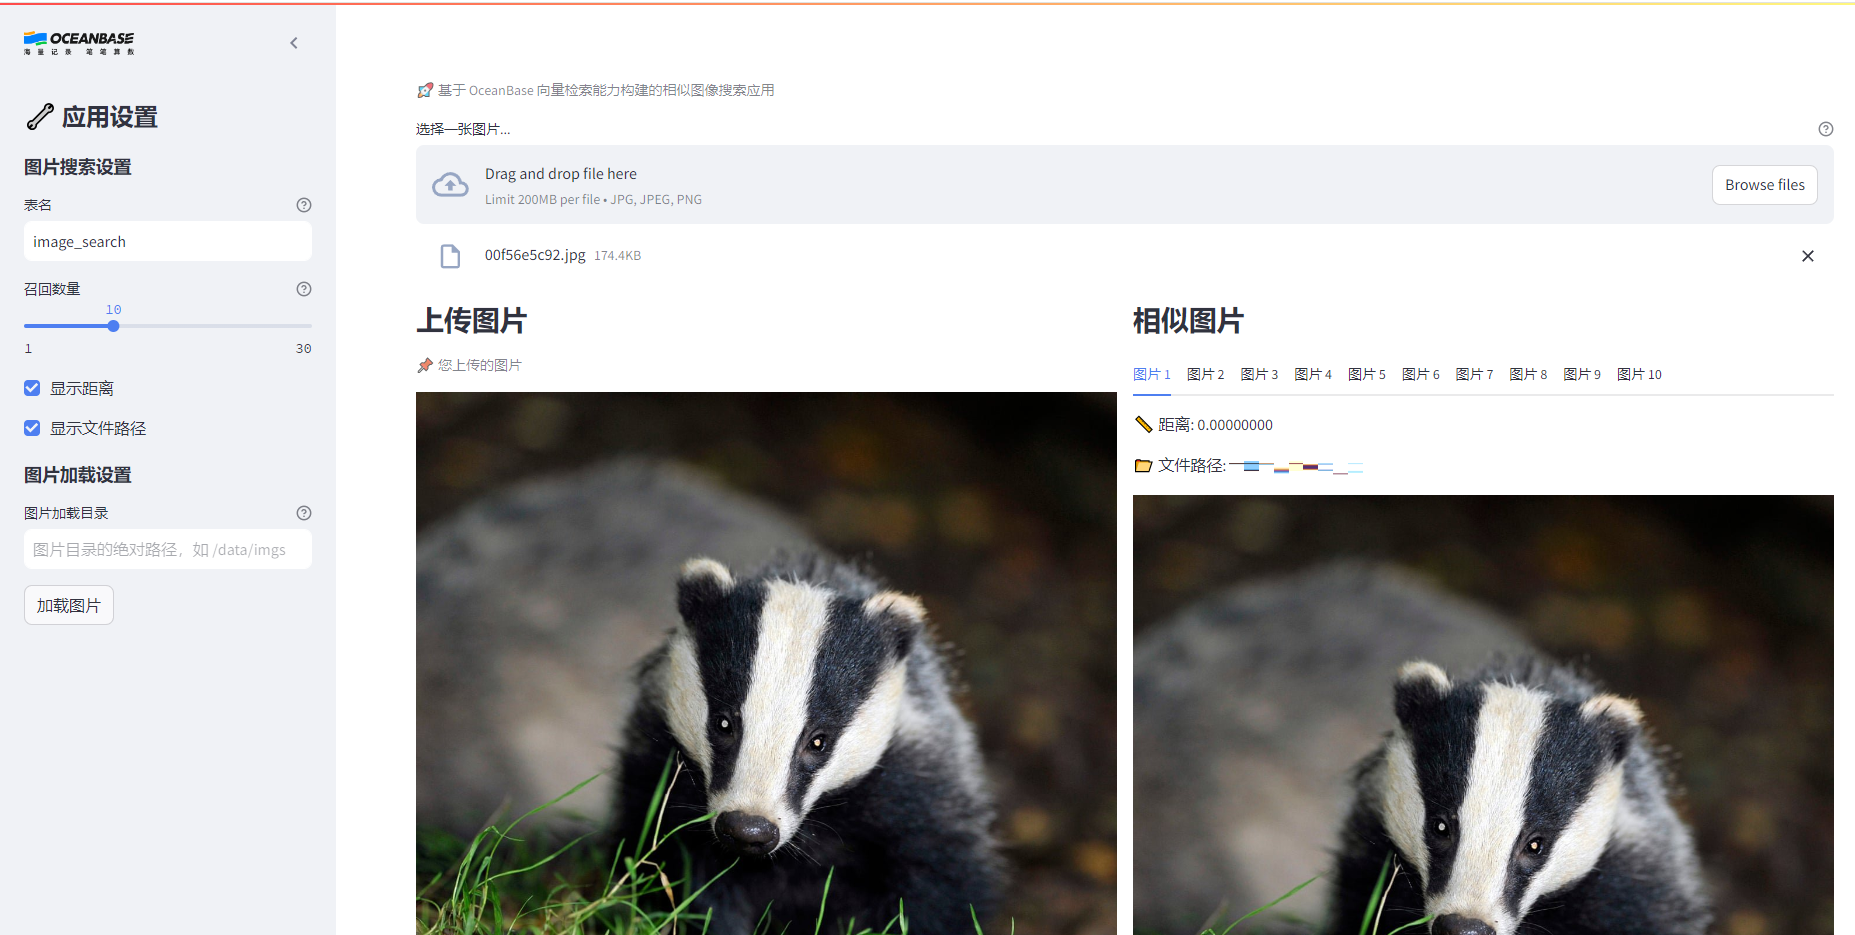 OCEANBASE
海量记录 笔笔算数
应用设置
图片搜索设置
表名
image_search
召回数量
10
1
30
显示距离
显示文件路径
图片加载设置
图片加载目录
图片目录的绝对路径，如 /data/imgs
加载图片
基于 OceanBase 向量检索能力构建的相似图像搜索应用
选择一张图片...
Drag and drop file here
Limit 200MB per file • JPG, JPEG, PNG
Browse files
00f56e5c92.jpg 174.4KB
上传图片
您上传的图片
相似图片
图片 1 图片 2 图片 3 图片 4 图片 5 图片 6 图片 7 图片 8 图片 9 图片 10
距离: 0.00000000
文件路径: